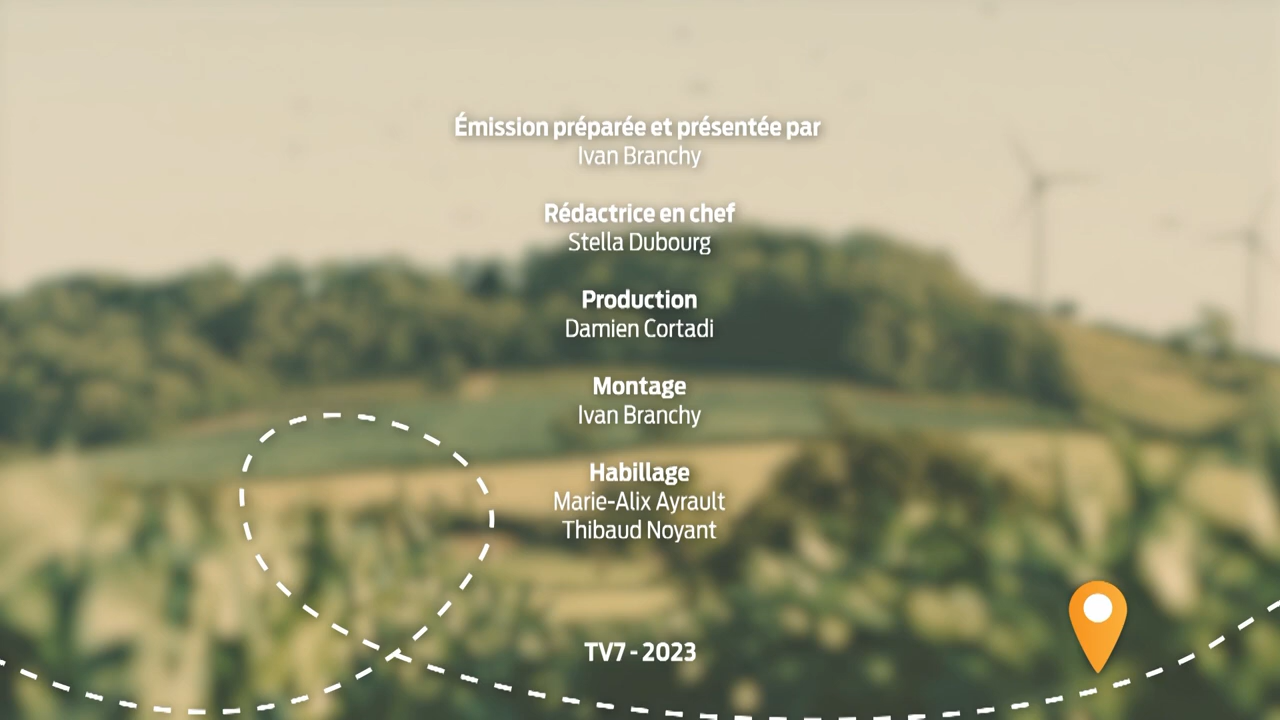 Émission préparée et présentée par
Ivan Branchy
Rédactrice en chef
Stella Dubourg
Production
Damien Cortadi
Montage
Ivan Branchy
Habillage
Marie-Alix Ayrault
Thibaud Noyant
TV7 - 2023